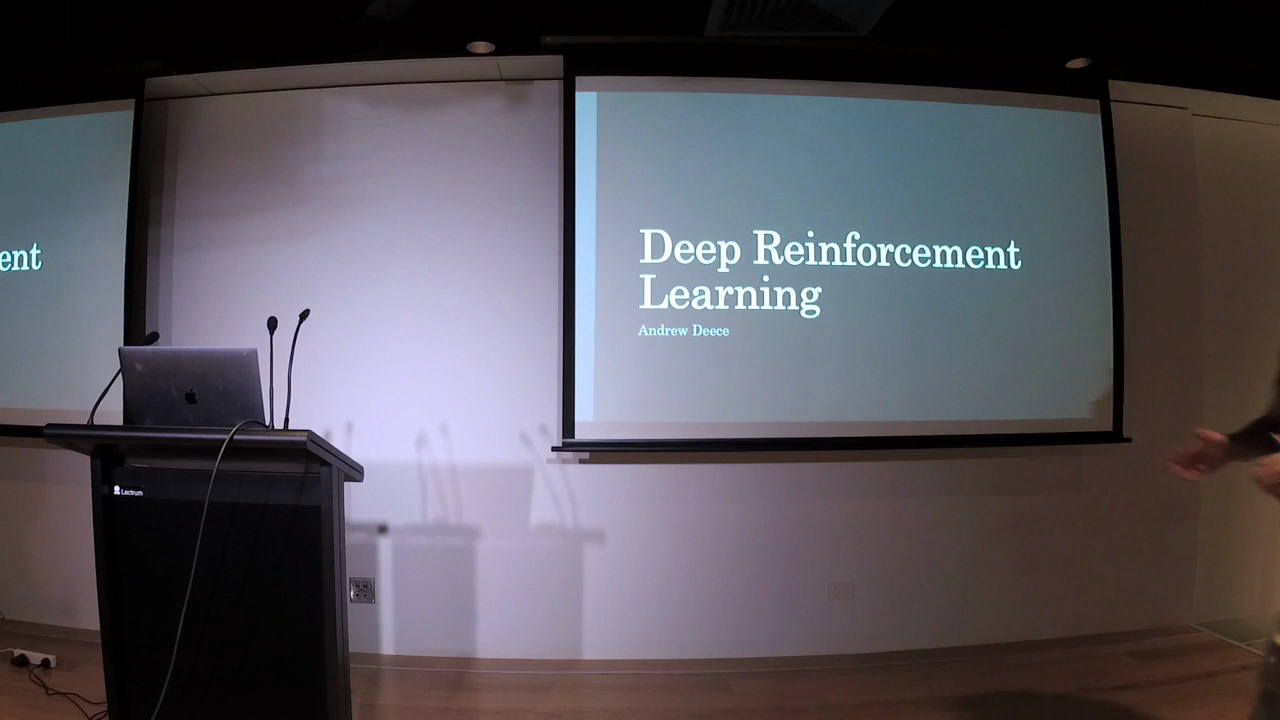 ent
Deep Reinforcement
Learning
Andrew Deece
Lectrum